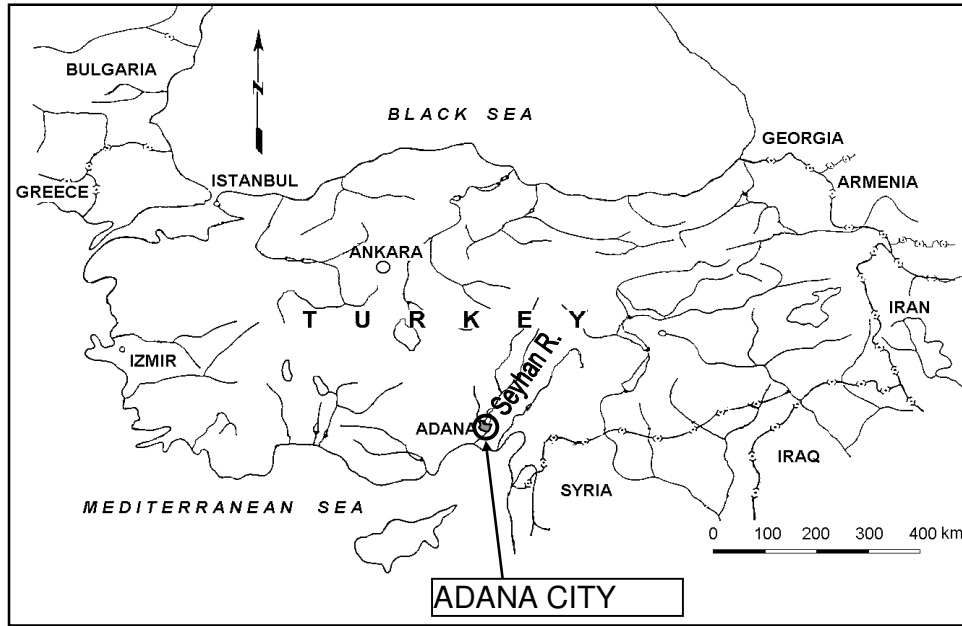 BULGARIA
N
BLACK SEA
GEORGIA
GREECE
ISTANBUL
ARMENIA
ANKARA
TURKEY
IRAN
IZMIR
Seyhan R.
ADANA
IRAQ
SYRIA
MEDITERRANEAN SEA
0 100 200 300 400 km
ADANA CITY